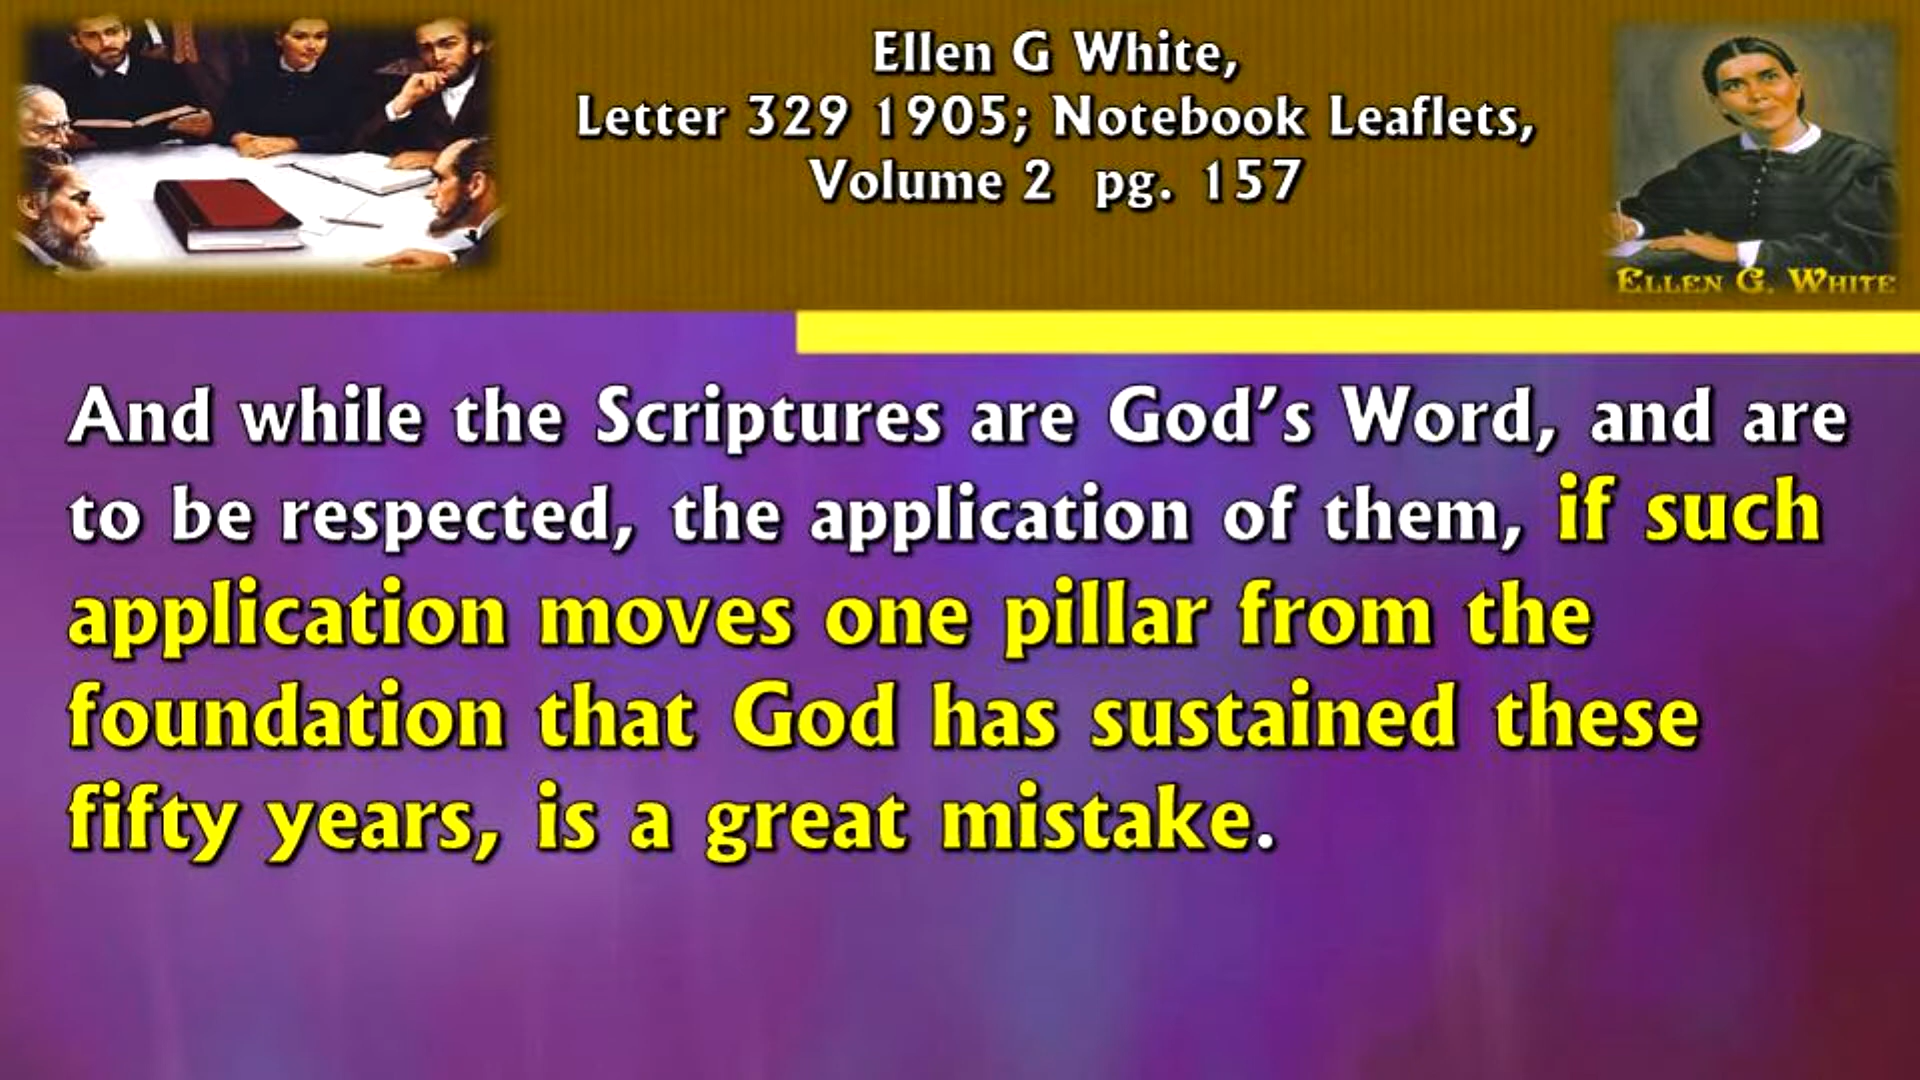 Ellen G White,
Letter 329 1905; Notebook Leaflets,
Volume 2 pg. 157
ELLEN G. WHITE
And while the Scriptures are God’s Word, and are
to be respected, the application of them, if such
application moves one pillar from the
foundation that God has sustained these
fifty years, is a great mistake.